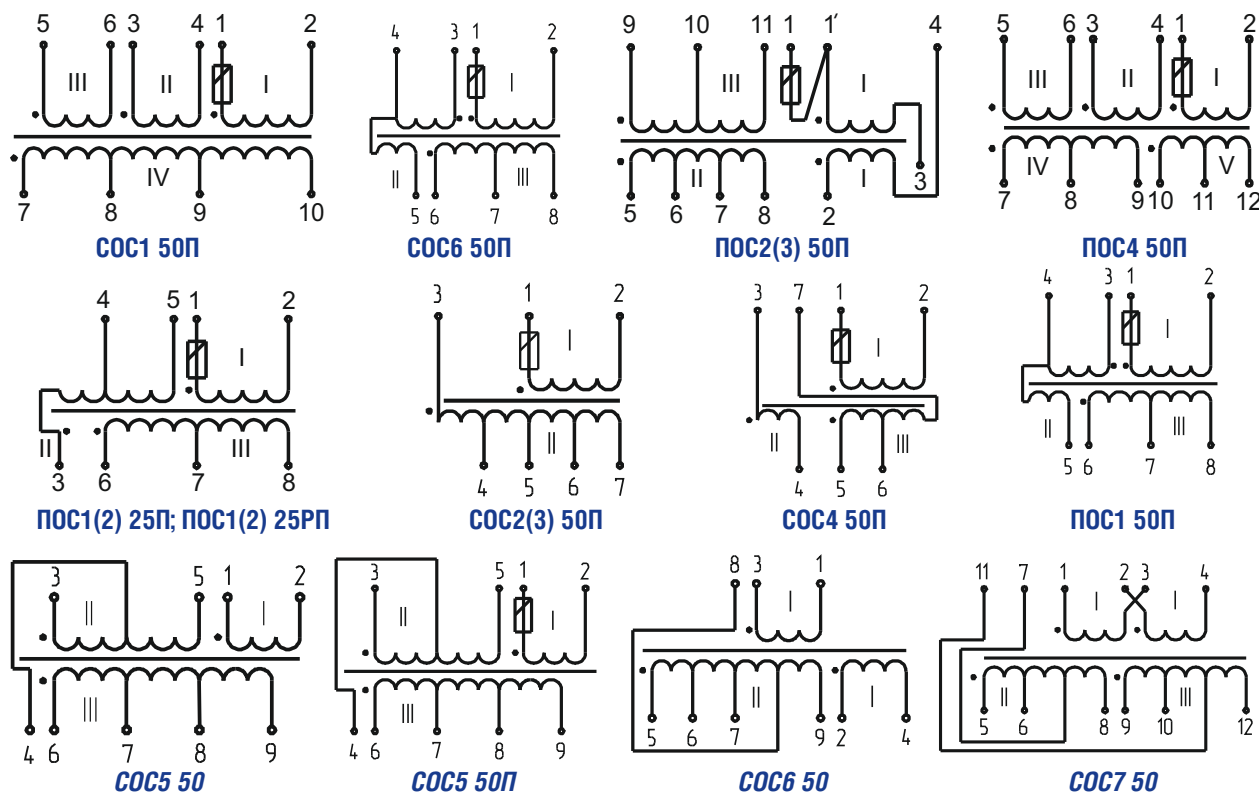 5 6 3 4 1 2
III II I
IV
7 8 9 10
СОС1 50П
4 3 1 2
I
II III
5 6 7 8
СОС6 50П
9 10 11 1 1′ 4
III I
II I 3
5 6 7 8 2
ПОС2(3) 50П
5 6 3 4 1 2
III II I
IV V
7 8 9 10 11 12
ПОС4 50П
4 5 1 2
I
II III
3 6 7 8
ПОС1(2) 25П; ПОС1(2) 25РП
3 1 2
I
II
4 5 6 7
СОС2(3) 50П
3 7 1 2
I
II III
4 5 6
СОС4 50П
4 3 1 2
I
II III
5 6 7 8
ПОС1 50П
3 5 1 2
II I
III
4 6 7 8 9
СОС5 50
3 5 1 2
II I
III
4 6 7 8 9
СОС5 50П
8 3 1
I
II I
5 6 7 9 2 4
СОС6 50
11 7 1 2 3 4
I I
II III
5 6 8 9 10 12
СОС7 50